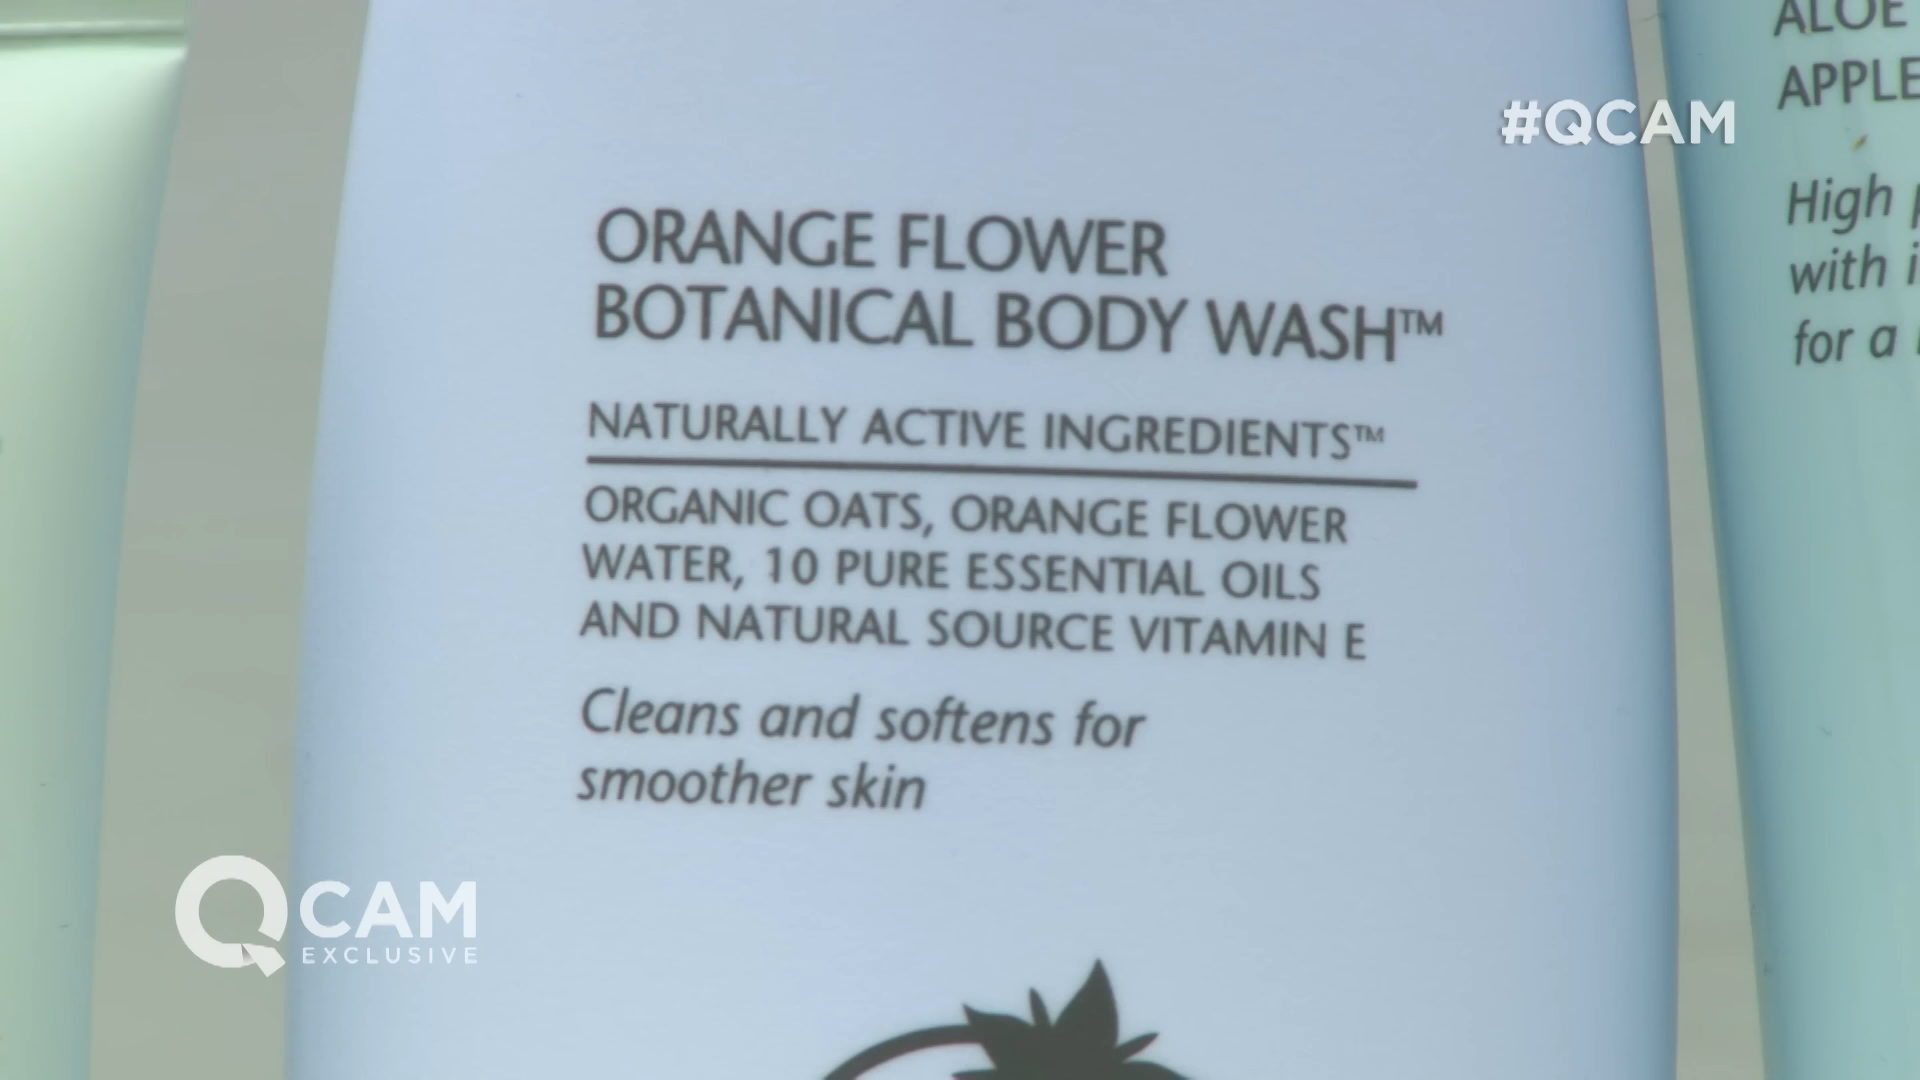 #QCAM
ORANGE FLOWER
BOTANICAL BODY WASH™
NATURALLY ACTIVE INGREDIENTS™
ORGANIC OATS, ORANGE FLOWER
WATER, 10 PURE ESSENTIAL OILS
AND NATURAL SOURCE VITAMIN E
Cleans and softens for
smoother skin
ALOE
APPLE
High
with
for a
QCAM
EXCLUSIVE